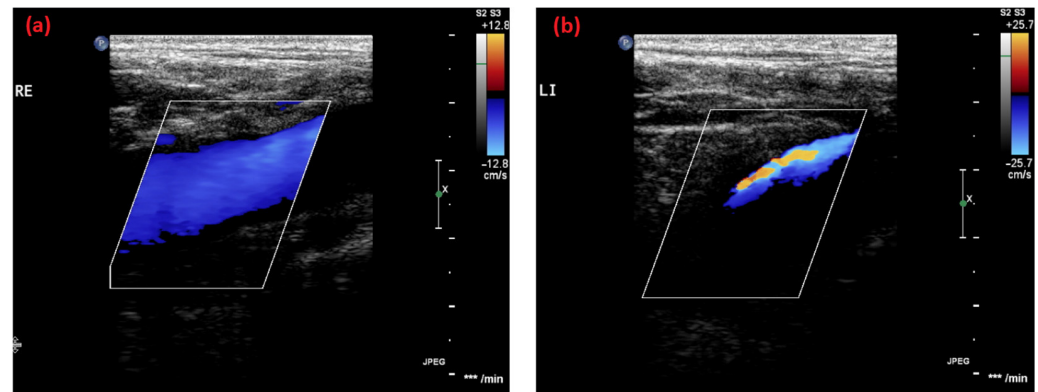 (a)
S2 S3
+12.8
P
RE
-12.8
cm/s
X
JPEG
*** /min
(b)
S2 S3
+25.7
P
LI
-25.7
cm/s
X
JPEG
*** /min